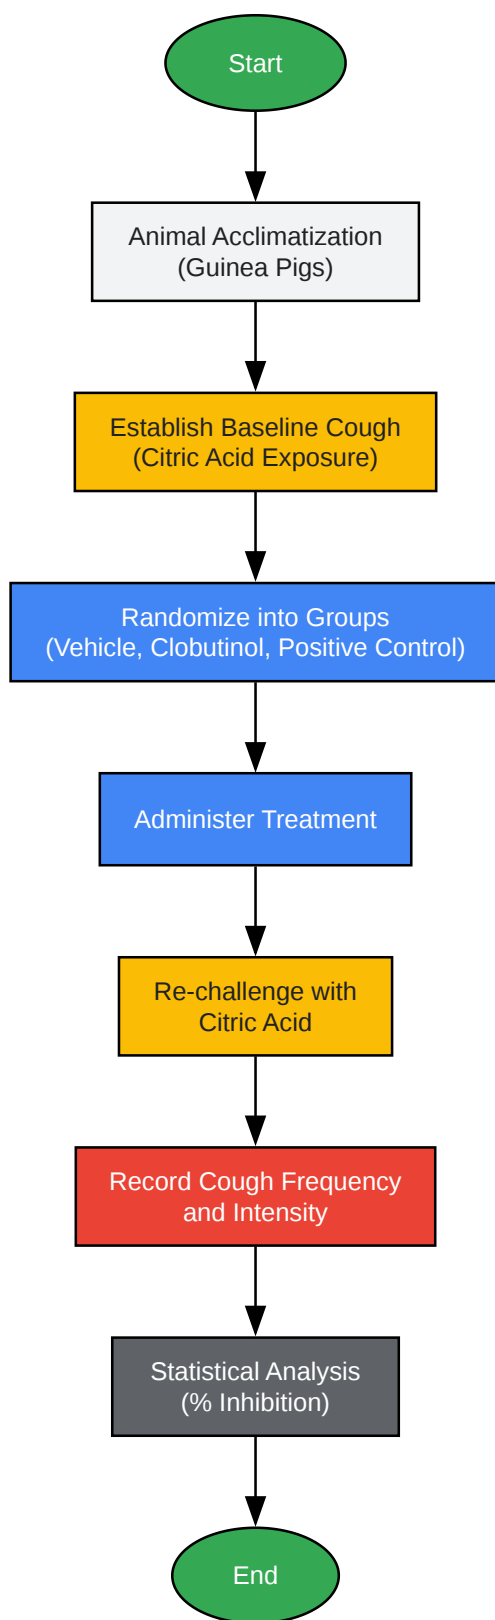 Start
Animal Acclimatization
(Guinea Pigs)
Establish Baseline Cough
(Citric Acid Exposure)
Randomize into Groups
(Vehicle, Clobutinol, Positive Control)
Administer Treatment
Re-challenge with
Citric Acid
Record Cough Frequency
and Intensity
Statistical Analysis
(% Inhibition)
End